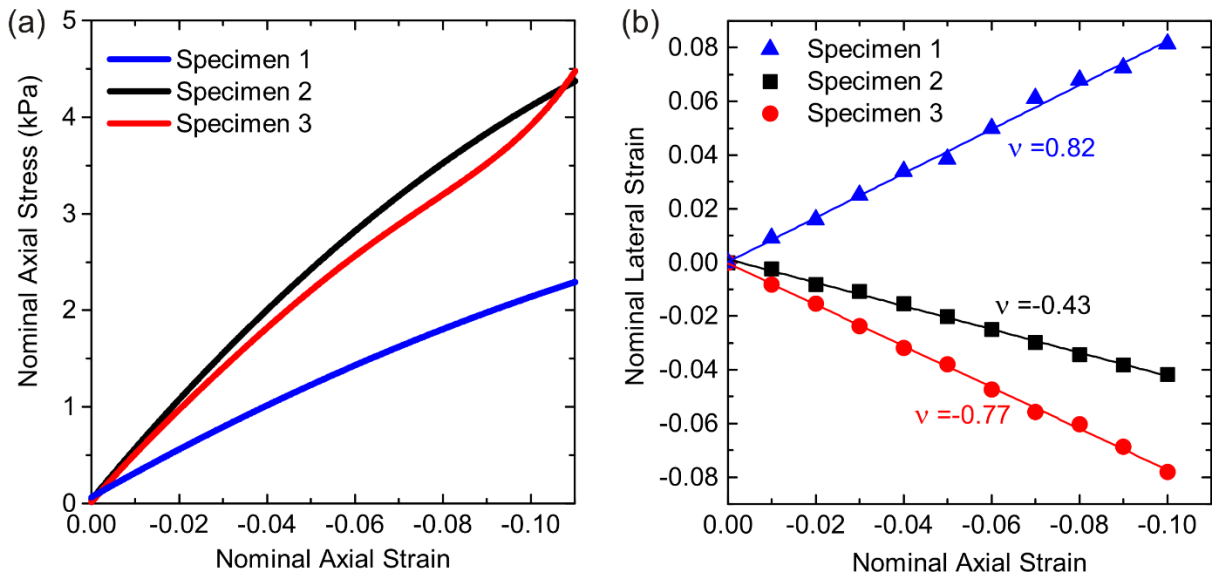 (a)
5
4
3
2
1
0
Nominal Axial Stress (kPa)
Specimen 1
Specimen 2
Specimen 3
0.00 -0.02 -0.04 -0.06 -0.08 -0.10
Nominal Axial Strain
(b)
0.08
0.06
0.04
0.02
0.00
-0.02
-0.04
-0.06
-0.08
Nominal Lateral Strain
Specimen 1
Specimen 2
Specimen 3
ν =0.82
ν =-0.43
ν =-0.77
0.00 -0.02 -0.04 -0.06 -0.08 -0.10
Nominal Axial Strain